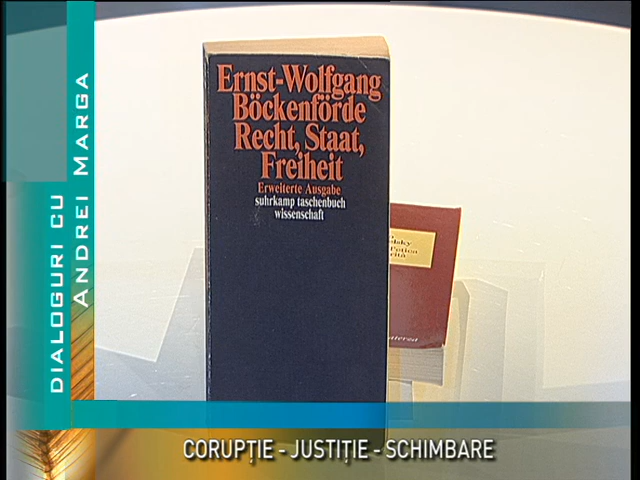 DIALOGURI CU
ANDREI MARGA
Ernst-Wolfgang
Böckenförde
Recht, Staat,
Freiheit
Erweiterte Ausgabe
suhrkamp taschenbuch
wissenschaft
CORUPȚIE - JUSTIȚIE - SCHIMBARE